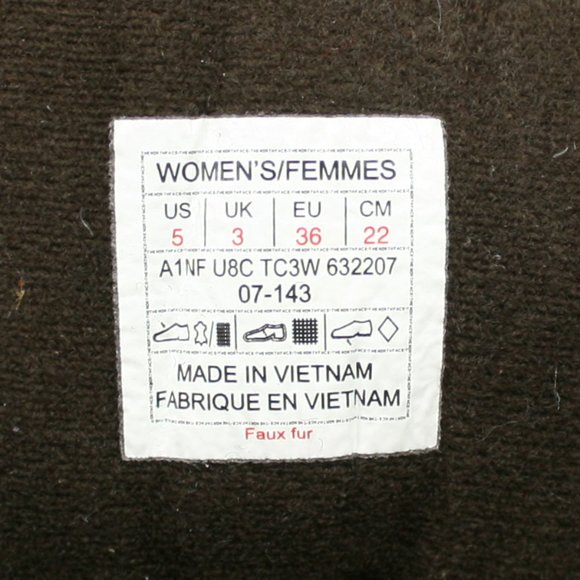 WOMEN'S/FEMMES
US UK EU CM
5 3 36 22
A1NF U8C TC3W 632207
07-143
MADE IN VIETNAM
FABRIQUE EN VIETNAM
Faux fur